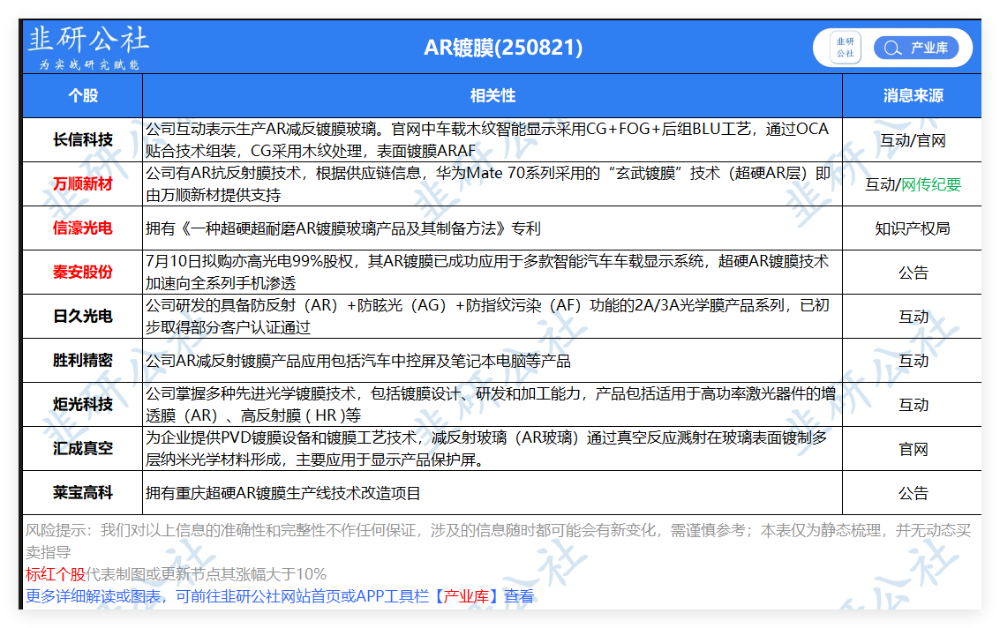 韭研公社
为实战研究赋能
AR镀膜(250821)
韭研
公社
产业库
个股
相关性
消息来源
长信科技
公司互动表示生产AR减反镀膜玻璃。官网中车载木纹智能显示采用CG+FOG+后组BLU工艺，通过OCA
贴合技术组装，CG采用木纹处理，表面镀膜ARAF
互动/官网
万顺新材
公司有AR抗反射膜技术，根据供应链信息，华为Mate 70系列采用的“玄武镀膜”技术（超硬AR层）即
由万顺新材提供支持
互动/网传纪要
信濠光电
拥有《一种超硬超耐磨AR镀膜玻璃产品及其制备方法》专利
知识产权局
秦安股份
7月10日拟购亦高光电99%股权，其AR镀膜已成功应用于多款智能汽车车载显示系统，超硬AR镀膜技术
加速向全系列手机渗透
公告
日久光电
公司研发的具备防反射（AR）+防眩光（AG）+防指纹污染（AF）功能的2A/3A光学膜产品系列，已初
步取得部分客户认证通过
互动
胜利精密
公司AR减反射镀膜产品应用包括汽车中控屏及笔记本电脑等产品
互动
炬光科技
公司掌握多种先进光学镀膜技术，包括镀膜设计、研发和加工能力，产品包括适用于高功率激光器件的增
透膜（AR）、高反射膜 ( HR )等
互动
汇成真空
为企业提供PVD镀膜设备和镀膜工艺技术，减反射玻璃（AR玻璃）通过真空反应溅射在玻璃表面镀制多
层纳米光学材料形成，主要应用于显示产品保护屏。
官网
莱宝高科
拥有重庆超硬AR镀膜生产线技术改造项目
公告
风险提示：我们对以上信息的准确性和完整性不作任何保证，涉及的信息随时都可能会有新变化，需谨慎参考；本表仅为静态梳理，并无动态买
卖指导
标红个股代表制图或更新节点其涨幅大于10%
更多详细解读或图表，可前往韭研公社网站首页或APP工具栏【产业库】查看